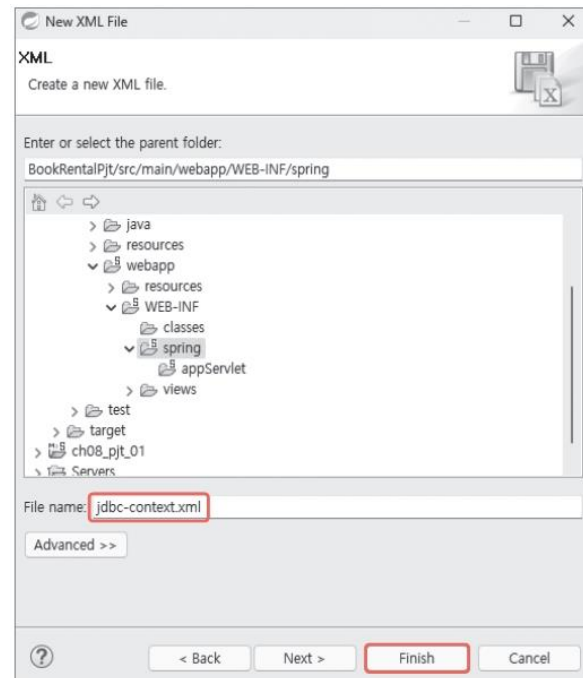 New XML File
XML
Create a new XML file.
Enter or select the parent folder:
BookRentalPjt/src/main/webapp/WEB-INF/spring
java
resources
webapp
resources
WEB-INF
classes
spring
appServlet
views
test
target
ch08_pjt_01
Servers
File name: jdbc-context.xml
Advanced >>
< Back Next > Finish Cancel